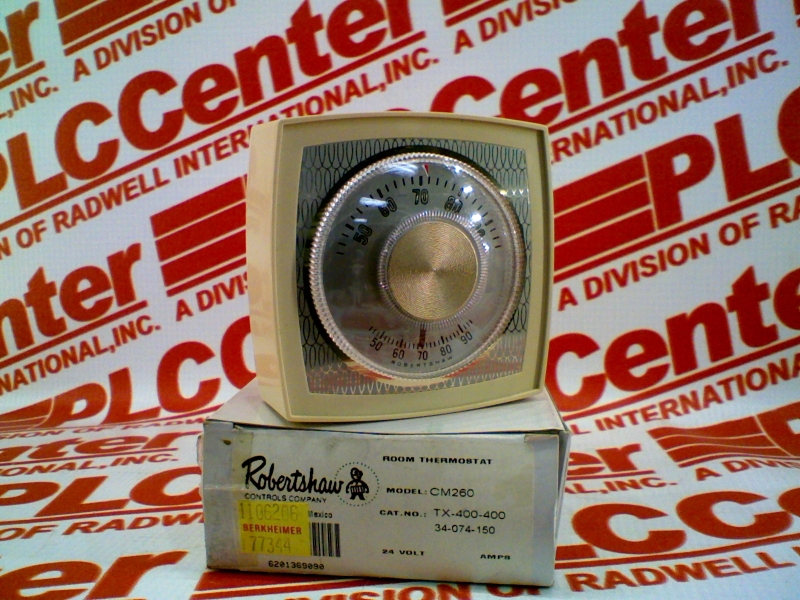 PLCCenter
A DIVISION OF RADWELL INTERNATIONAL, INC.
50 60 70 80 90
50 60 70 80 90
ROBERTSHAW
Robertshaw
CONTROLS COMPANY
Mexico
1106206
BERKHEIMER
77344
6201369090
ROOM THERMOSTAT
MODEL: CM260
CAT.NO.: TX-400-400
34-074-150
24 VOLT AMPS